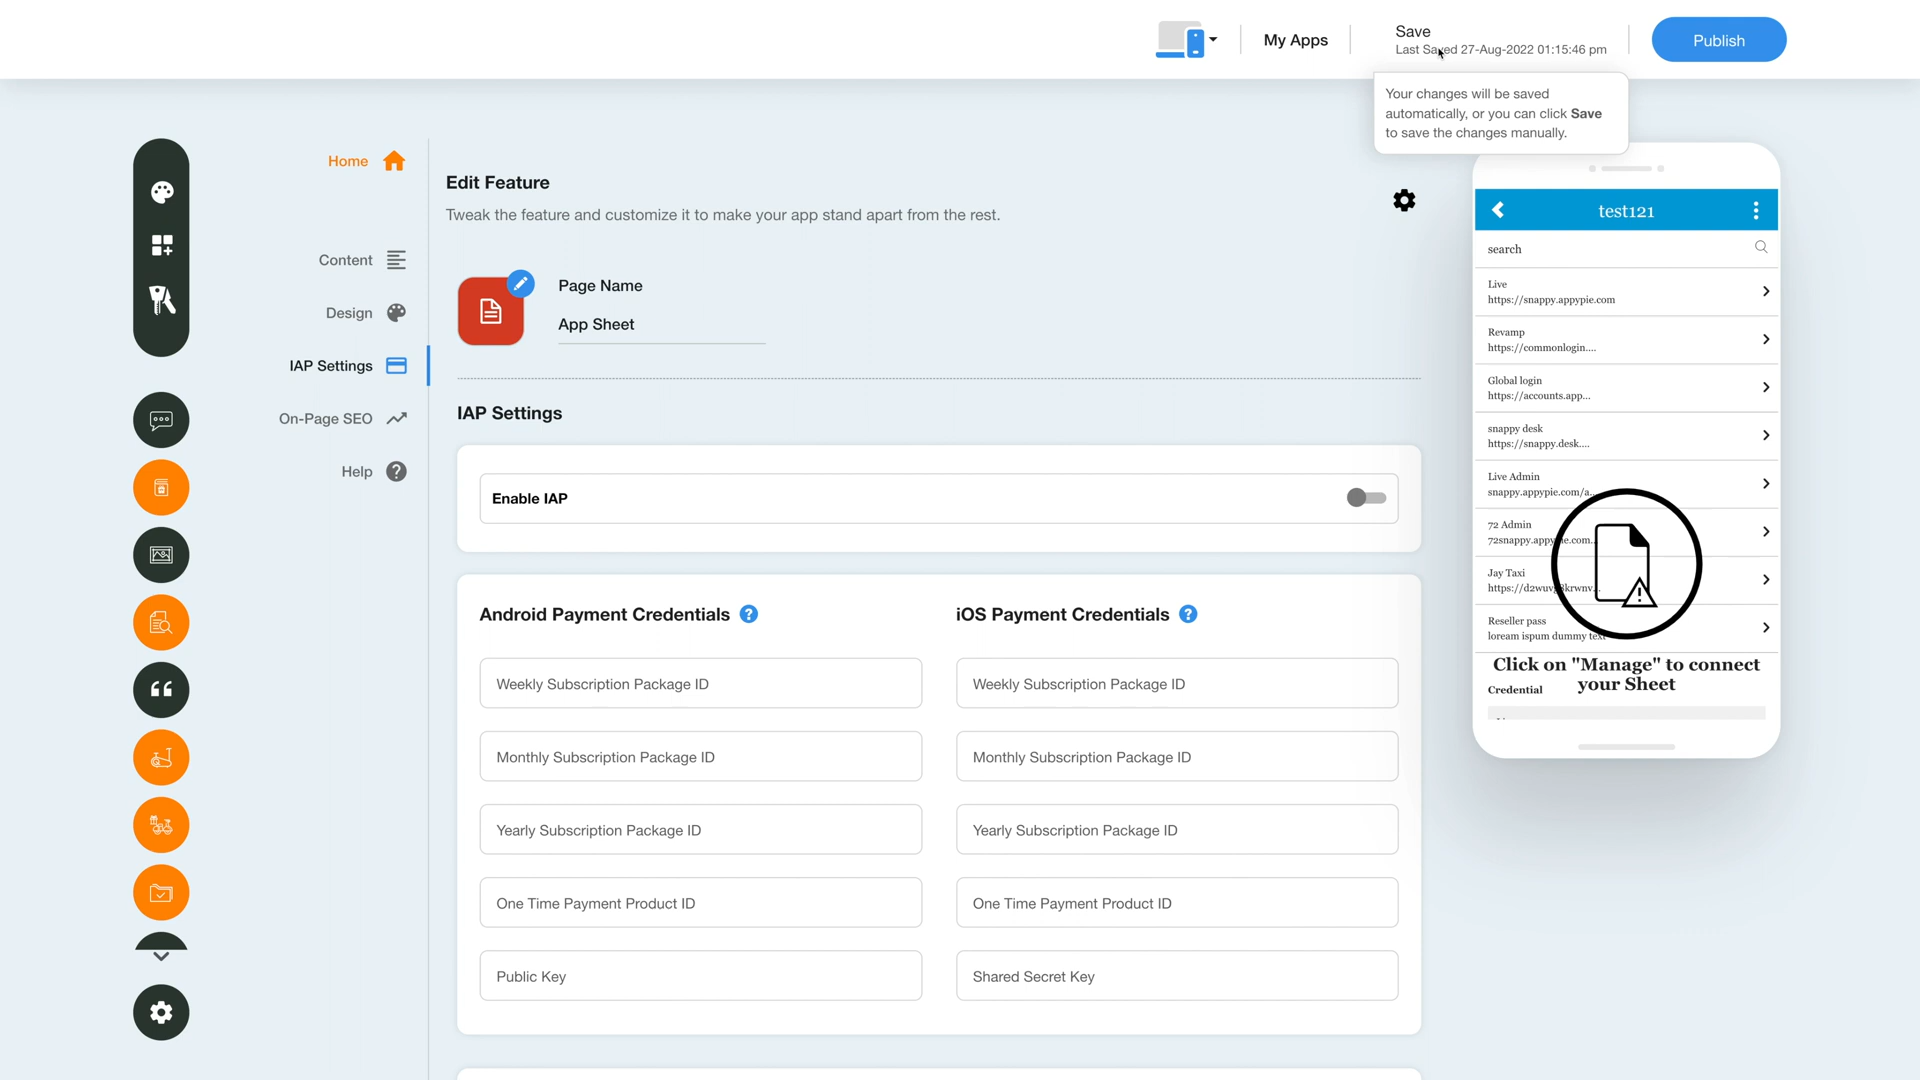 My Apps
Save
Last Saved 27-Aug-2022 01:15:46 pm
Publish
Your changes will be saved
automatically, or you can click Save
to save the changes manually.
Home
Content
Design
IAP Settings
On-Page SEO
Help
Edit Feature
Tweak the feature and customize it to make your app stand apart from the rest.
Page Name
App Sheet
IAP Settings
Enable IAP
Android Payment Credentials
Weekly Subscription Package ID
Monthly Subscription Package ID
Yearly Subscription Package ID
One Time Payment Product ID
Public Key
iOS Payment Credentials
Weekly Subscription Package ID
Monthly Subscription Package ID
Yearly Subscription Package ID
One Time Payment Product ID
Shared Secret Key
test121
search
Live
https://snappy.appypie.com
Revamp
https://commonlogin....
Global login
https://accounts.app...
snappy desk
https://snappy.desk....
Live Admin
snappy.appypie.com/a...
72 Admin
72snappy.appypie.com...
Jay Taxi
Reseller pass
loream ispum dummy text
Click on "Manage" to connect
your Sheet
Credential